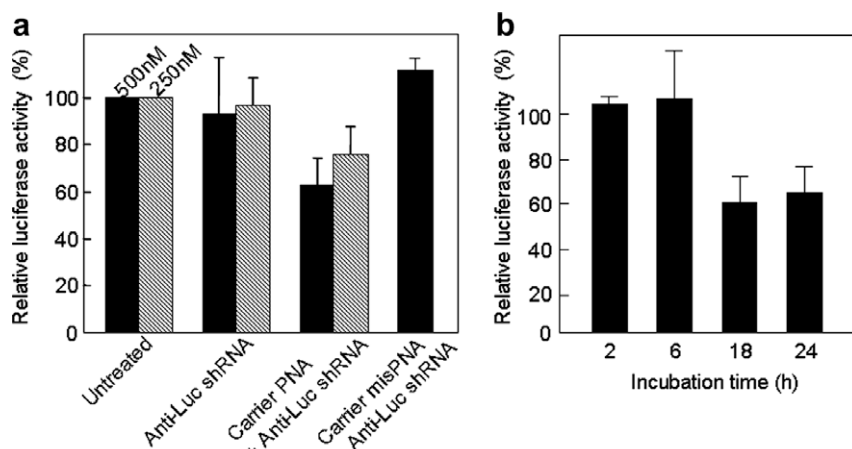 a
Relative luciferase activity (%)
100
80
60
40
20
0
500nM
250nM
Untreated
Anti-Luc shRNA
Carrier PNA
Anti-Luc shRNA
Carrier misPNA
Anti-Luc shRNA
b
Relative luciferase activity (%)
100
80
60
40
20
0
2 6 18 24
Incubation time (h)